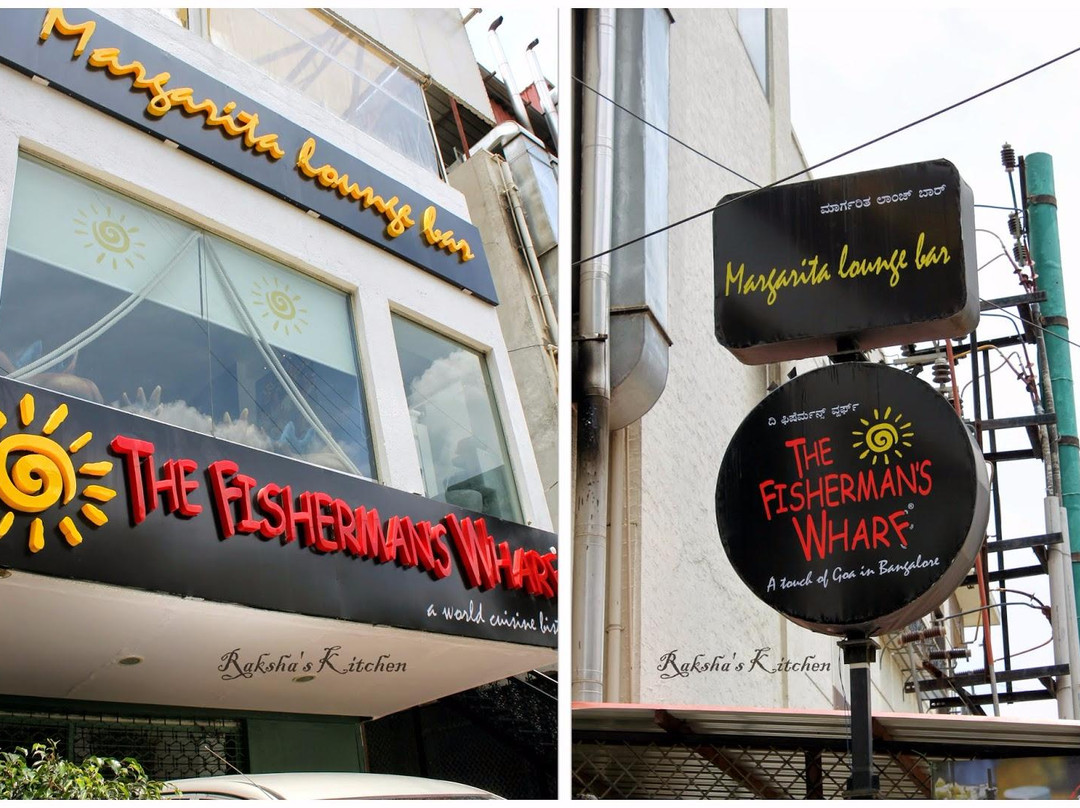 Margarita lounge bar
THE FISHERMAN'S WHARF
a world cuisine
Raksha's Kitchen
ಮಾರ್ಗರಿತ ಲಾಂಜ್ ಬಾರ್
Margarita lounge bar
ದಿ ಫಿಷೆರ್ಮನ್ಸ್ ವ್ಹರ್ಫ್
THE
FISHERMAN'S
WHARF®
A touch of Goa in Bangalore
Raksha's Kitchen